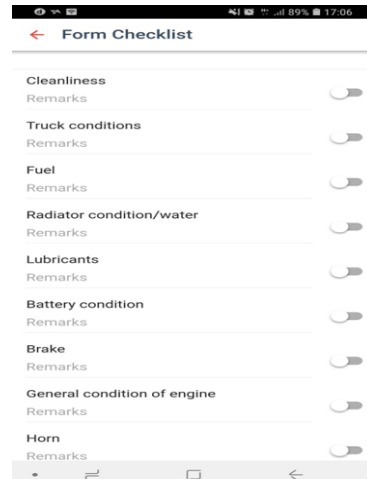 89% 17:06
Form Checklist
Cleanliness
Remarks
Truck conditions
Remarks
Fuel
Remarks
Radiator condition/water
Remarks
Lubricants
Remarks
Battery condition
Remarks
Brake
Remarks
General condition of engine
Remarks
Horn
Remarks